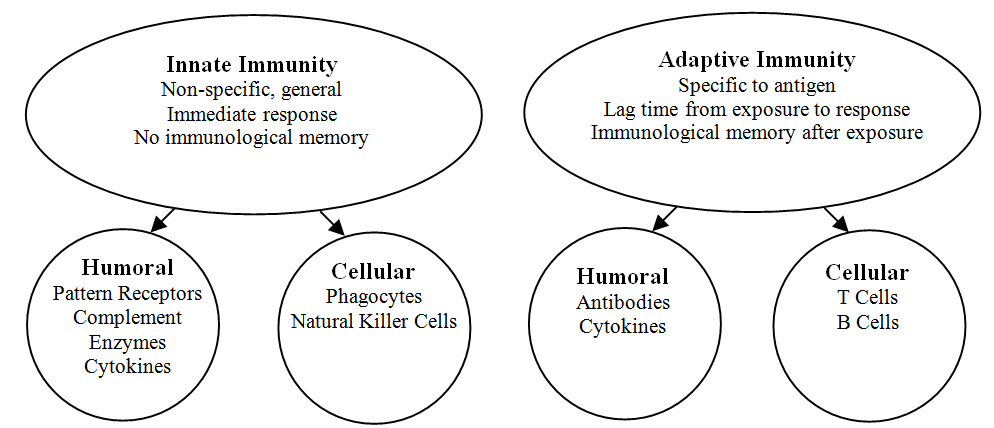 Innate Immunity
Non-specific, general
Immediate response
No immunological memory
Adaptive Immunity
Specific to antigen
Lag time from exposure to response
Immunological memory after exposure
Humoral
Pattern Receptors
Complement
Enzymes
Cytokines
Cellular
Phagocytes
Natural Killer Cells
Humoral
Antibodies
Cytokines
Cellular
T Cells
B Cells